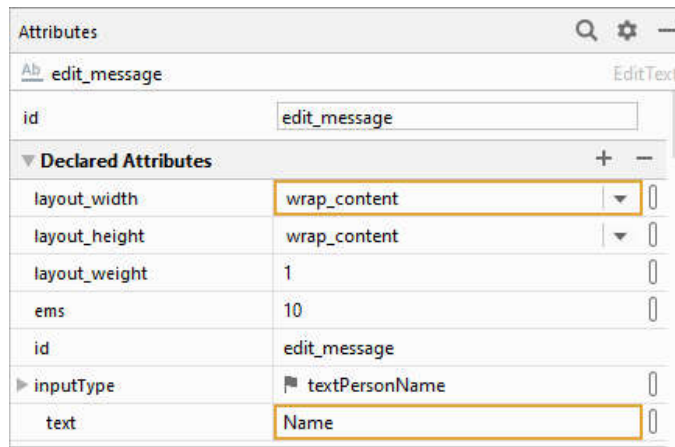 Attributes
Ab edit_message EditText
id edit_message
Declared Attributes
layout_width wrap_content
layout_height wrap_content
layout_weight 1
ems 10
id edit_message
inputType textPersonName
text Name